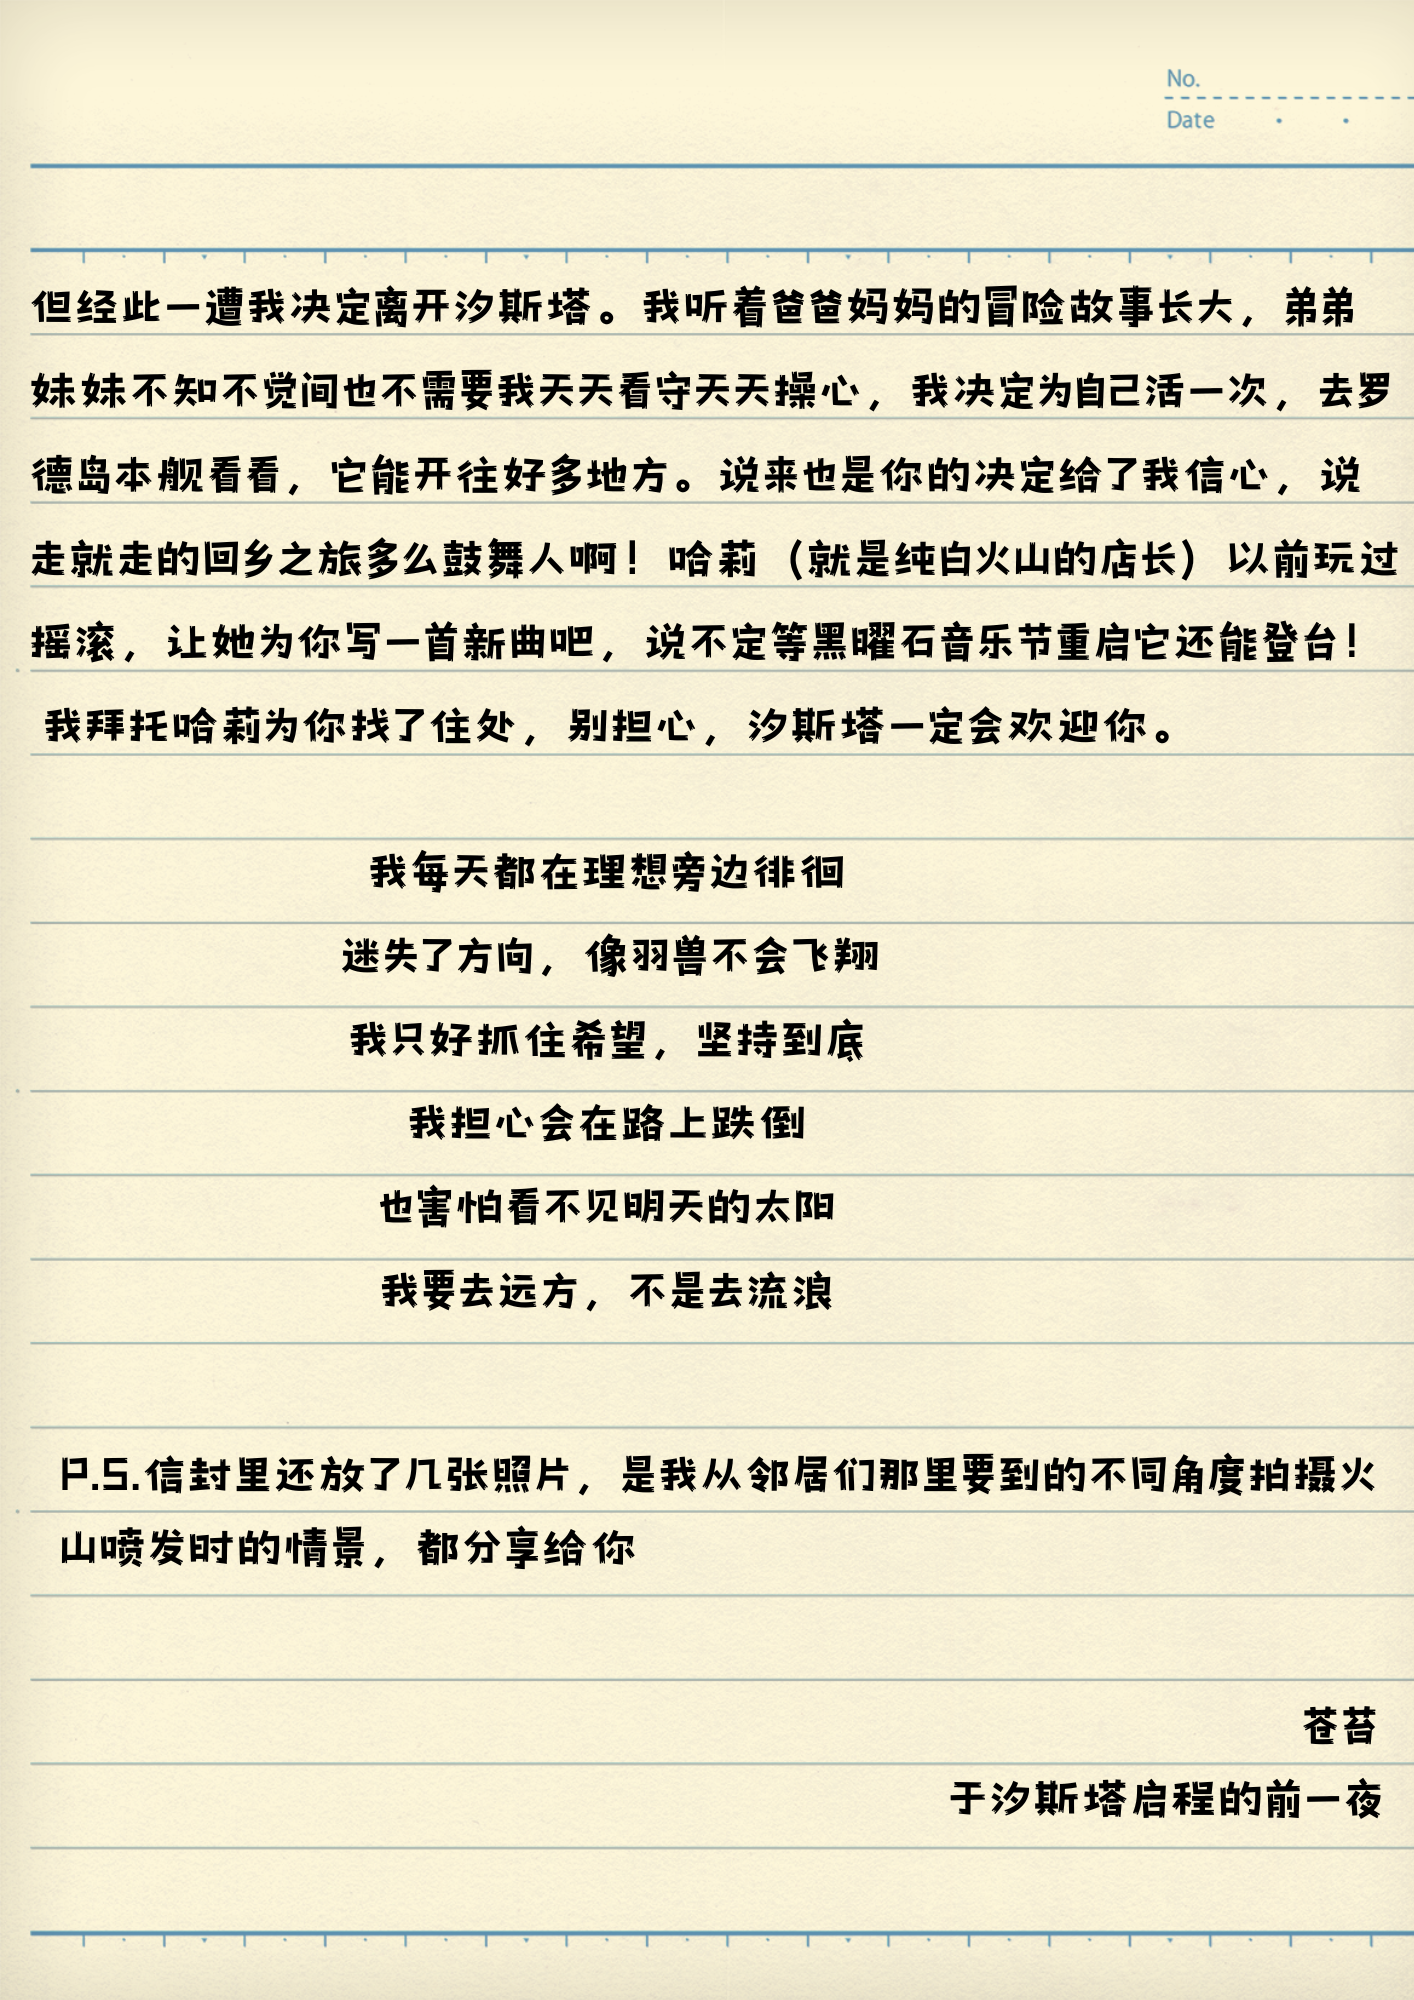 No.
Date
但经此一遭我决定离开汐斯塔。我听着爸爸妈妈的冒险故事长大，弟弟
妹妹不知不觉间也不需要我天天看守天天操心，我决定为自己活一次，去罗
德岛本舰看看，它能开往好多地方。说来也是你的决定给了我信心，说
走就走的回乡之旅多么鼓舞人啊！哈莉（就是纯白火山的店长）以前玩过
摇滚，让她为你写一首新曲吧，说不定等黑曜石音乐节重启它还能登台！
我拜托哈莉为你找了住处，别担心，汐斯塔一定会欢迎你。
我每天都在理想旁边徘徊
迷失了方向，像羽兽不会飞翔
我只好抓住希望，坚持到底
我担心会在路上跌倒
也害怕看不见明天的太阳
我要去远方，不是去流浪
P.S.信封里还放了几张照片，是我从邻居们那里要到的不同角度拍摄火
山喷发时的情景，都分享给你
苍苔
于汐斯塔启程的前一夜